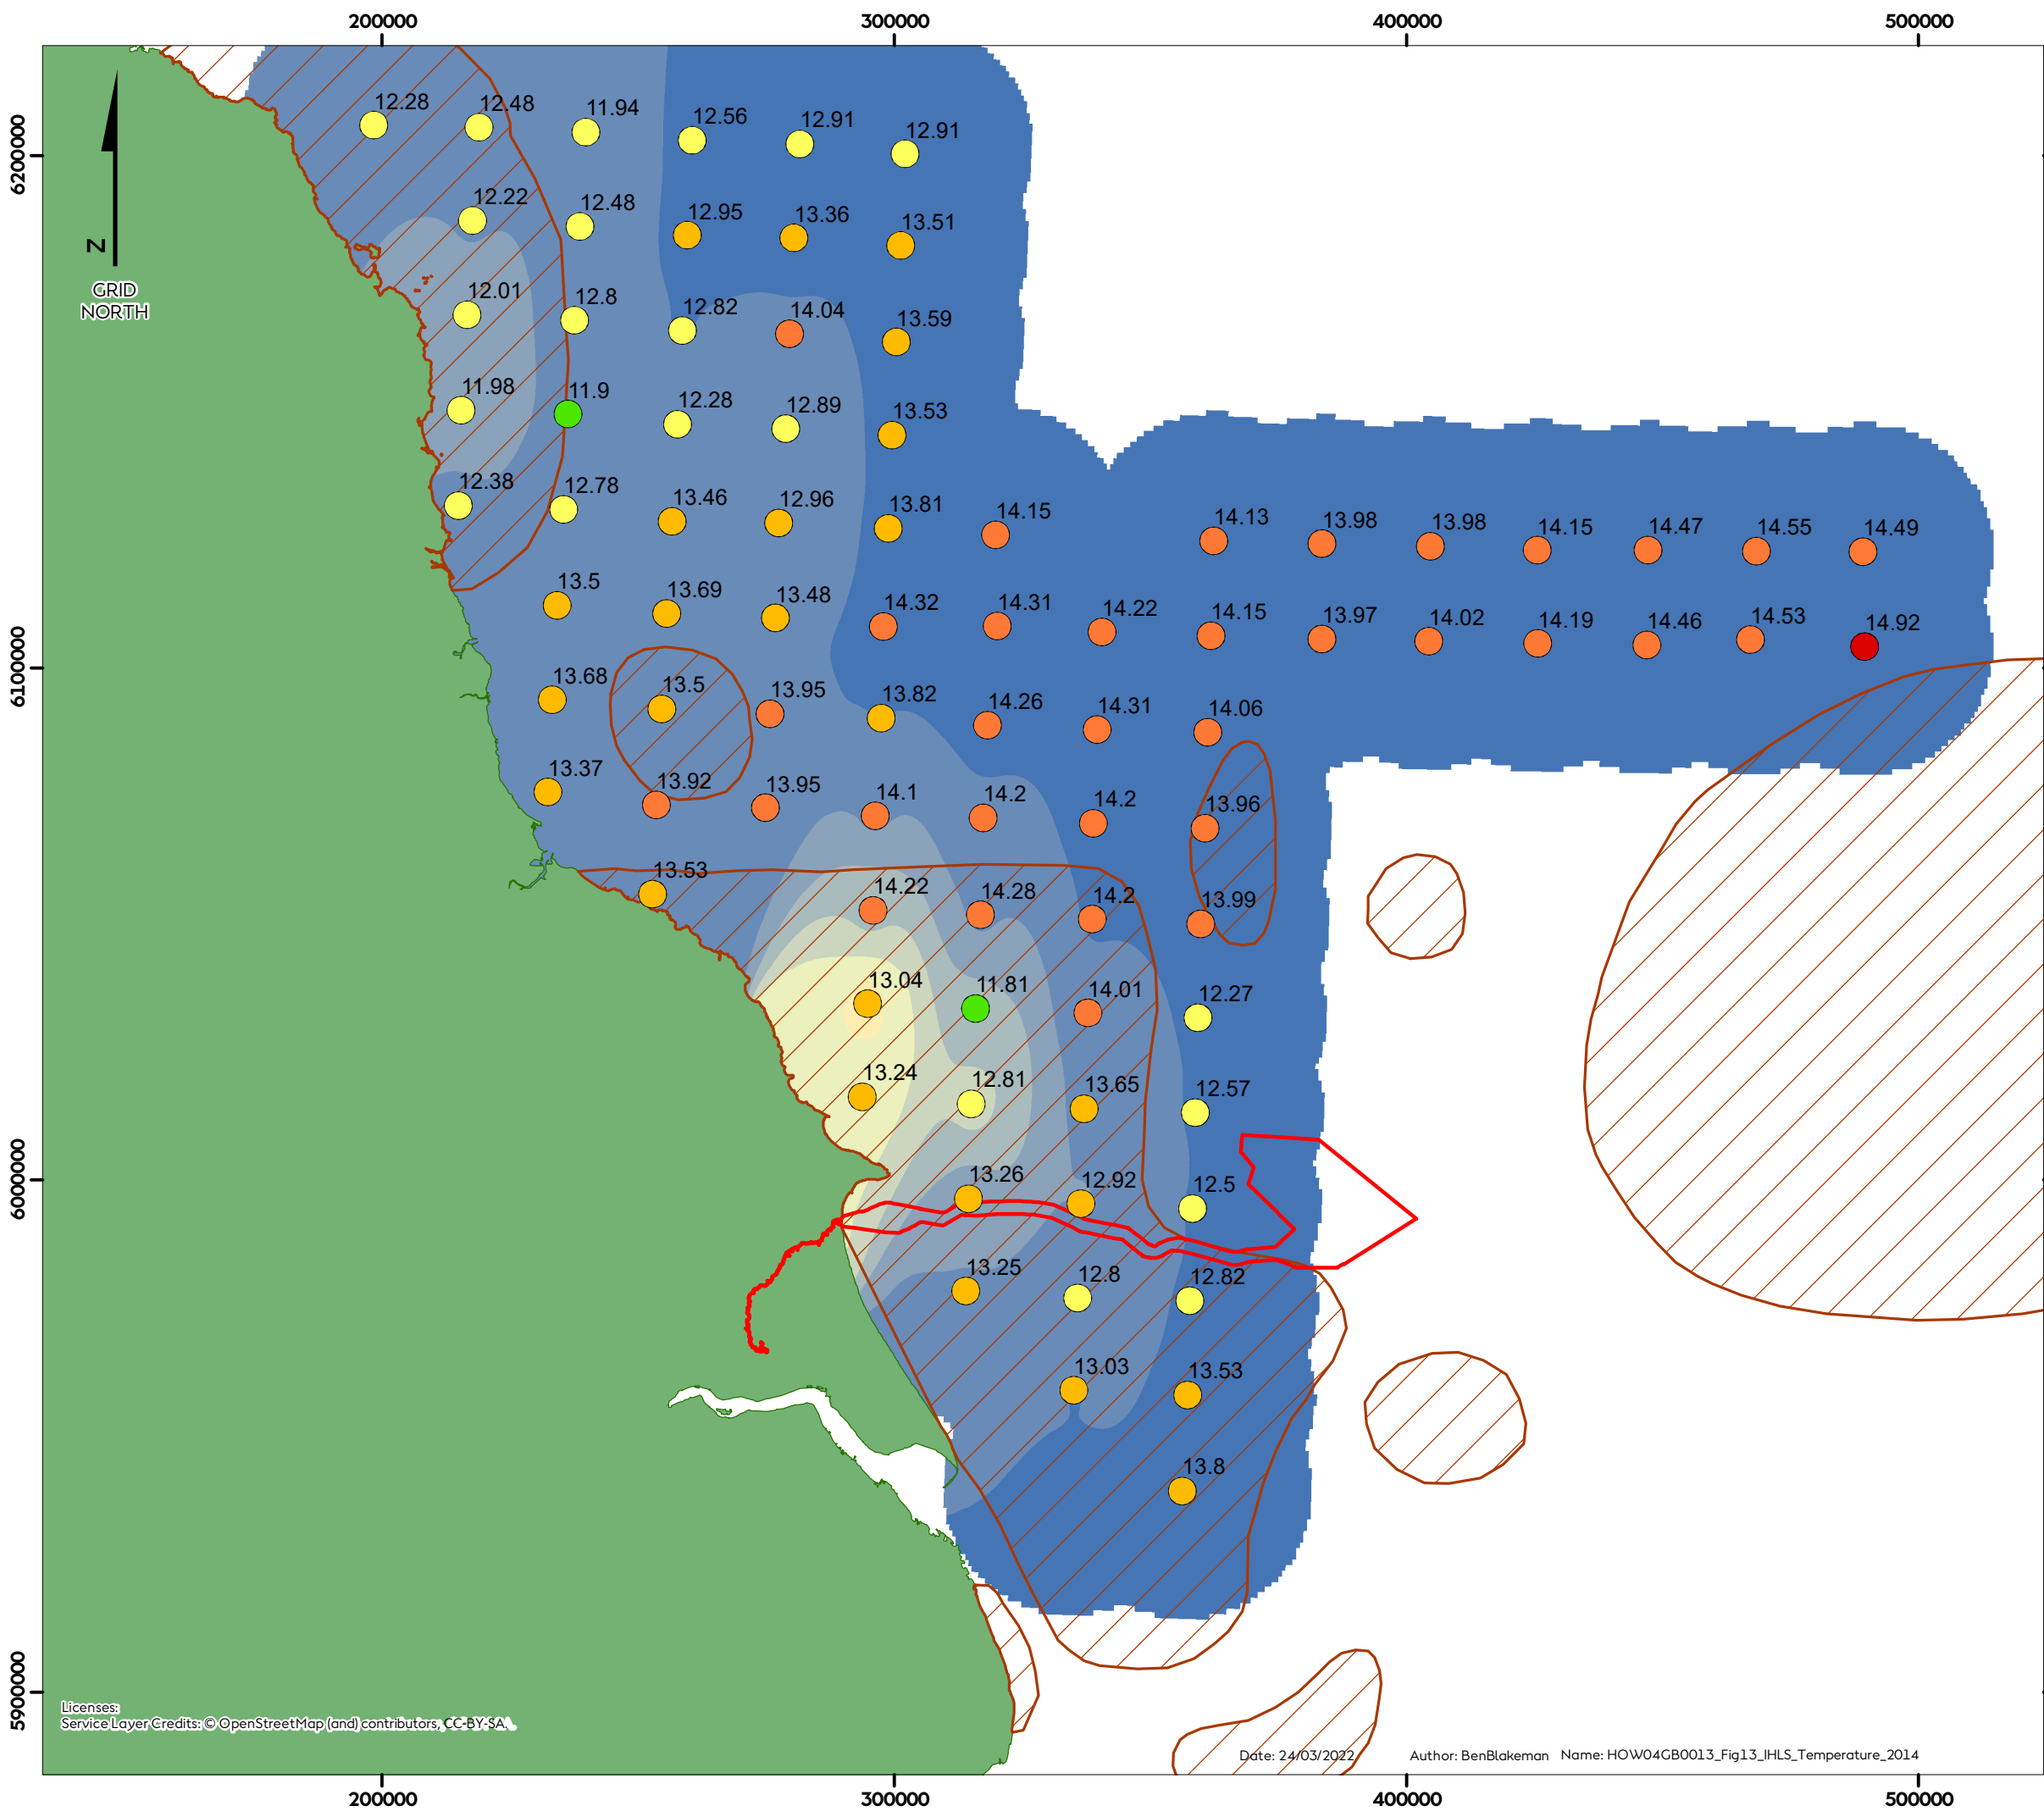 200000 300000 400000 500000
6200000
6100000
6000000
5900000
N
GRID
NORTH
12.28 12.48 11.94 12.56 12.91 12.91
12.22 12.48 12.95 13.36 13.51
12.01 12.8 12.82 14.04 13.59
11.98 11.9 12.28 12.89 13.53
12.38 12.78 13.46 12.96 13.81 14.15 14.13 13.98 13.98 14.15 14.47 14.55 14.49
13.5 13.69 13.48 14.32 14.31 14.22 14.15 13.97 14.02 14.19 14.46 14.53 14.92
13.68 13.5 13.95 13.82 14.26 14.31 14.06
13.37 13.92 13.95 14.1 14.2 14.2 13.96
13.53 14.22 14.28 14.2 13.99
13.04 11.81 14.01 12.27
13.24 12.81 13.65 12.57
13.26 12.92 12.5
13.25 12.8 12.82
13.03 13.53
13.8
Licenses:
Service Layer Credits: © OpenStreetMap (and) contributors, CC-BY-SA.
Date: 24/03/2022 Author: BenBlakeman Name: HOW04GB0013_Fig13_IHLS_Temperature_2014
200000 300000 400000 500000